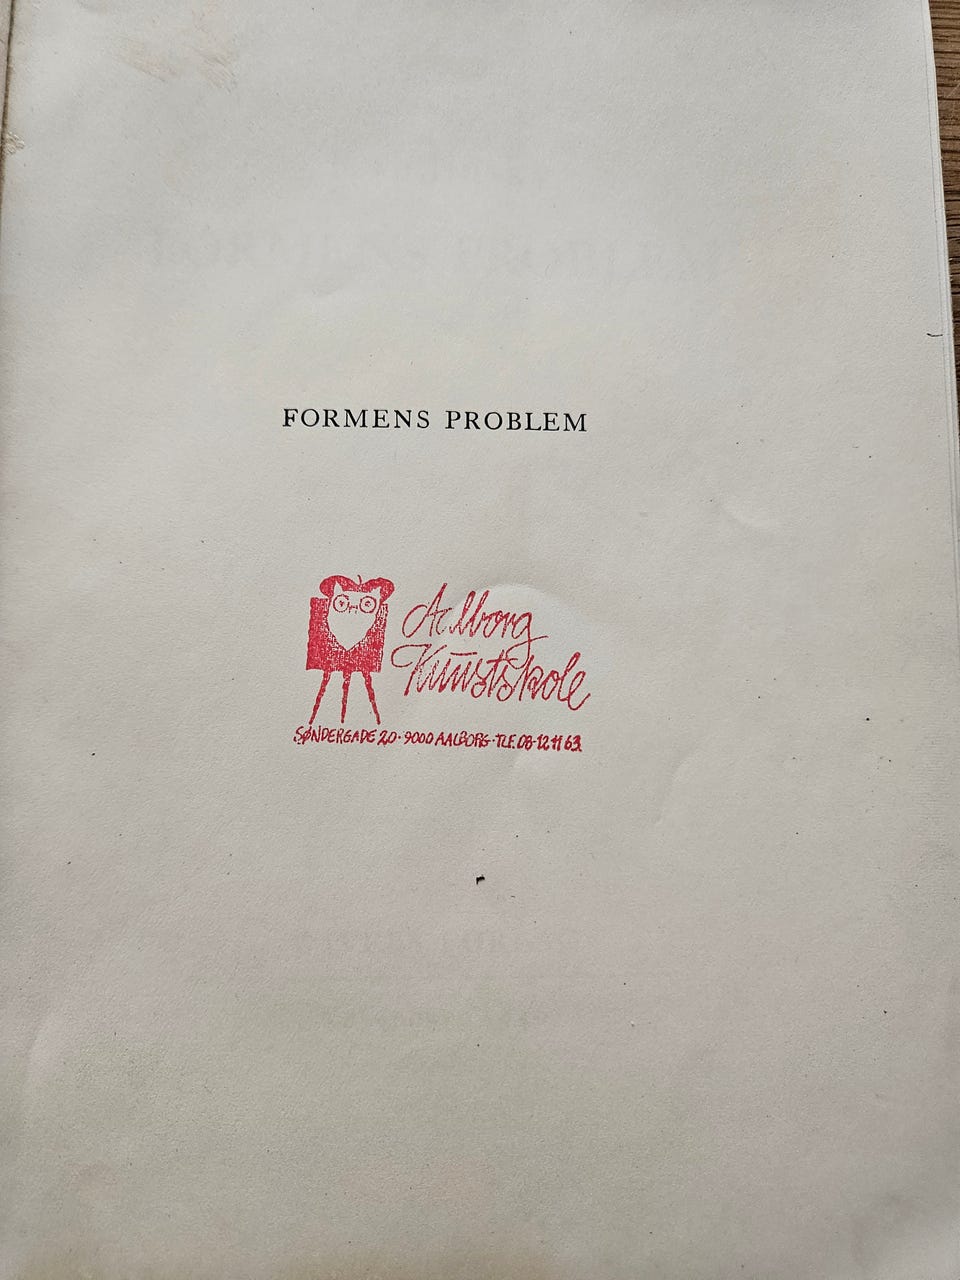 FORMENS PROBLEM
Aalborg
Kunstskole
SØNDERGADE 20 · 9000 AALBORG · TLF. 08-12 11 63